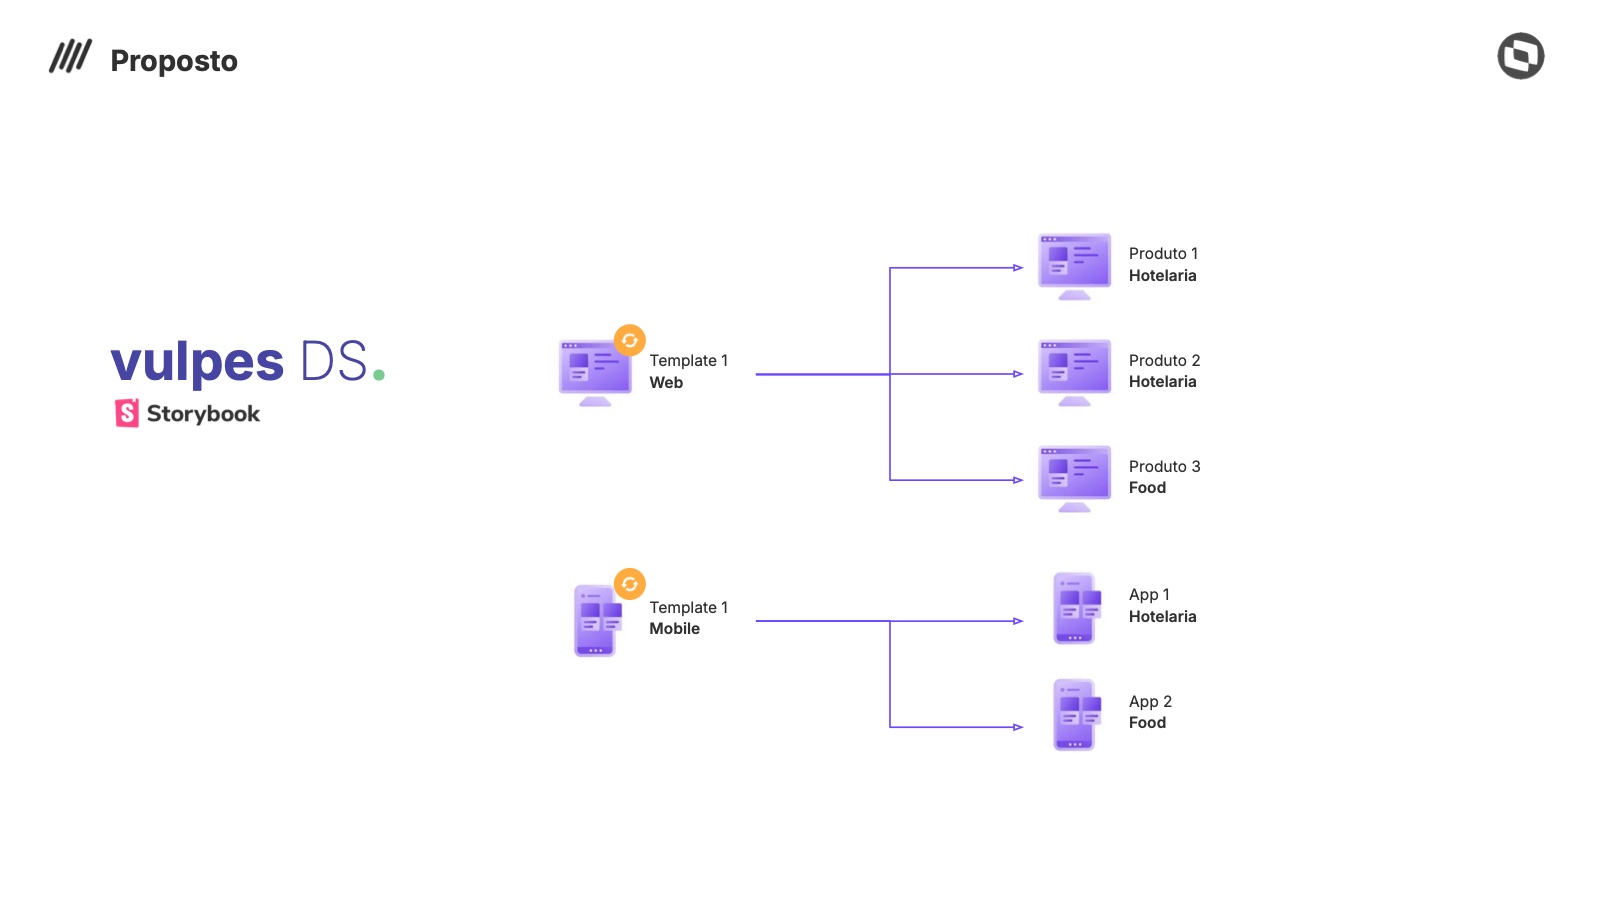 Proposto
vulpes DS.
Storybook
Template 1
Web
Produto 1
Hotelaria
Produto 2
Hotelaria
Produto 3
Food
Template 1
Mobile
App 1
Hotelaria
App 2
Food